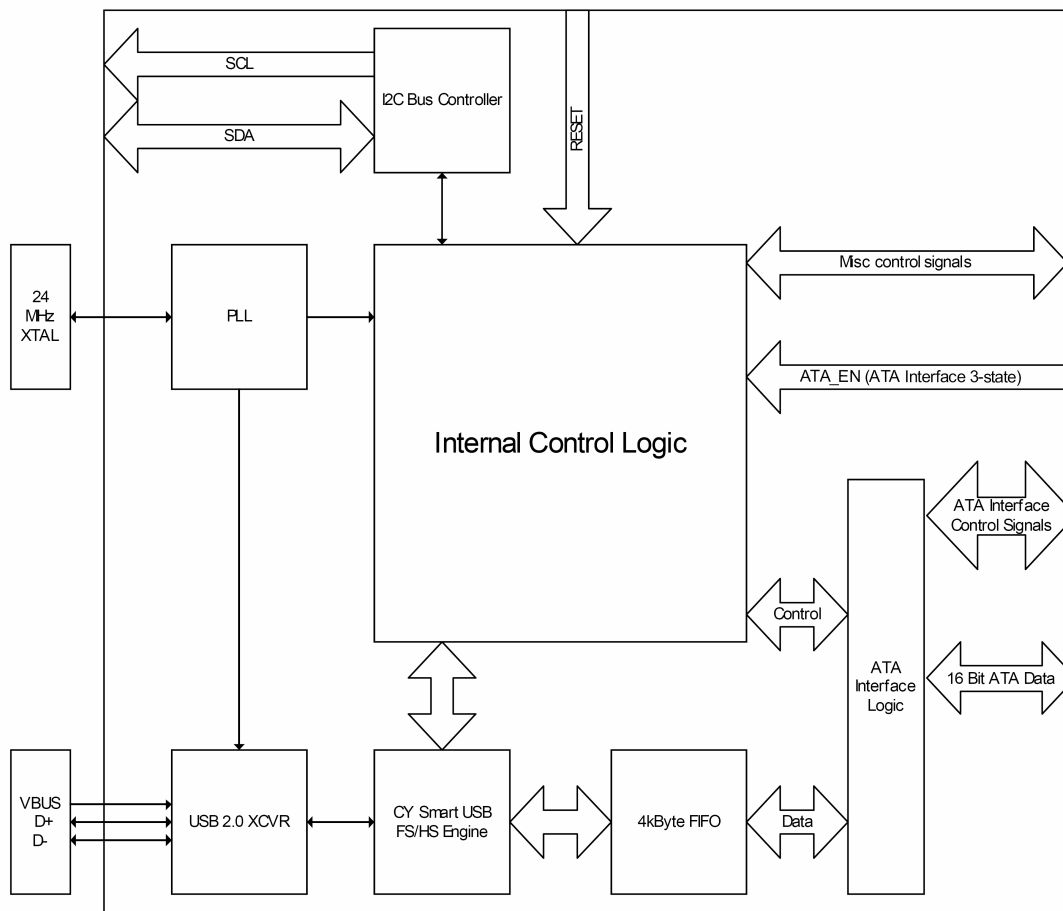 SCL
I2C Bus Controller
SDA
RESET
Misc control signals
24
MHz
XTAL
PLL
ATA_EN (ATA Interface 3-state)
Internal Control Logic
ATA Interface
Control Signals
Control
ATA
Interface
Logic
16 Bit ATA Data
VBUS
D+
D-
USB 2.0 XCVR
CY Smart USB
FS/HS Engine
4kByte FIFO
Data